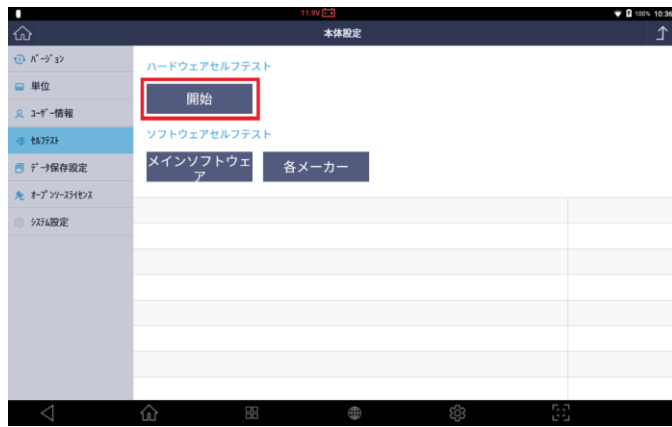 11.9V
100% 10:36
本体設定
ﾊﾞｰｼﾞｮﾝ
単位
ﾕｰｻﾞｰ情報
ｾﾙﾌﾃｽﾄ
ﾃﾞｰﾀ保存設定
ｵｰﾌﾟﾝｿｰｽﾗｲｾﾝｽ
ｼｽﾃﾑ設定
ハードウェアセルフテスト
開始
ソフトウェアセルフテスト
メインソフトウェ
ア
各メーカー